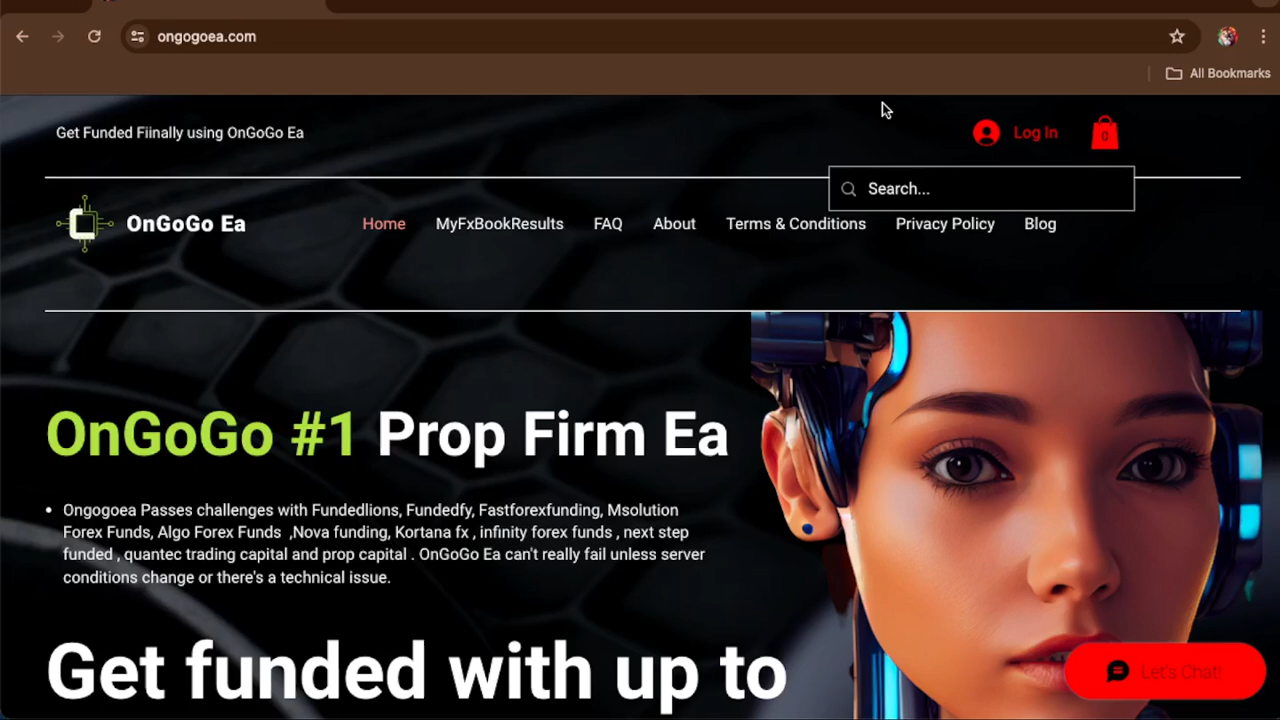 ongogoea.com
All Bookmarks
Get Funded Fiinally using OnGoGo Ea
Log In
0
Search...
OnGoGo Ea
Home MyFxBookResults FAQ About Terms & Conditions Privacy Policy Blog
OnGoGo #1 Prop Firm Ea
• Ongogoea Passes challenges with Fundedlions, Fundedfy, Fastforexfunding, Msolution
Forex Funds, Algo Forex Funds ,Nova funding, Kortana fx , infinity forex funds , next step
funded , quantec trading capital and prop capital . OnGoGo Ea can't really fail unless server
conditions change or there's a technical issue.
Get funded with up to
Let's Chat!